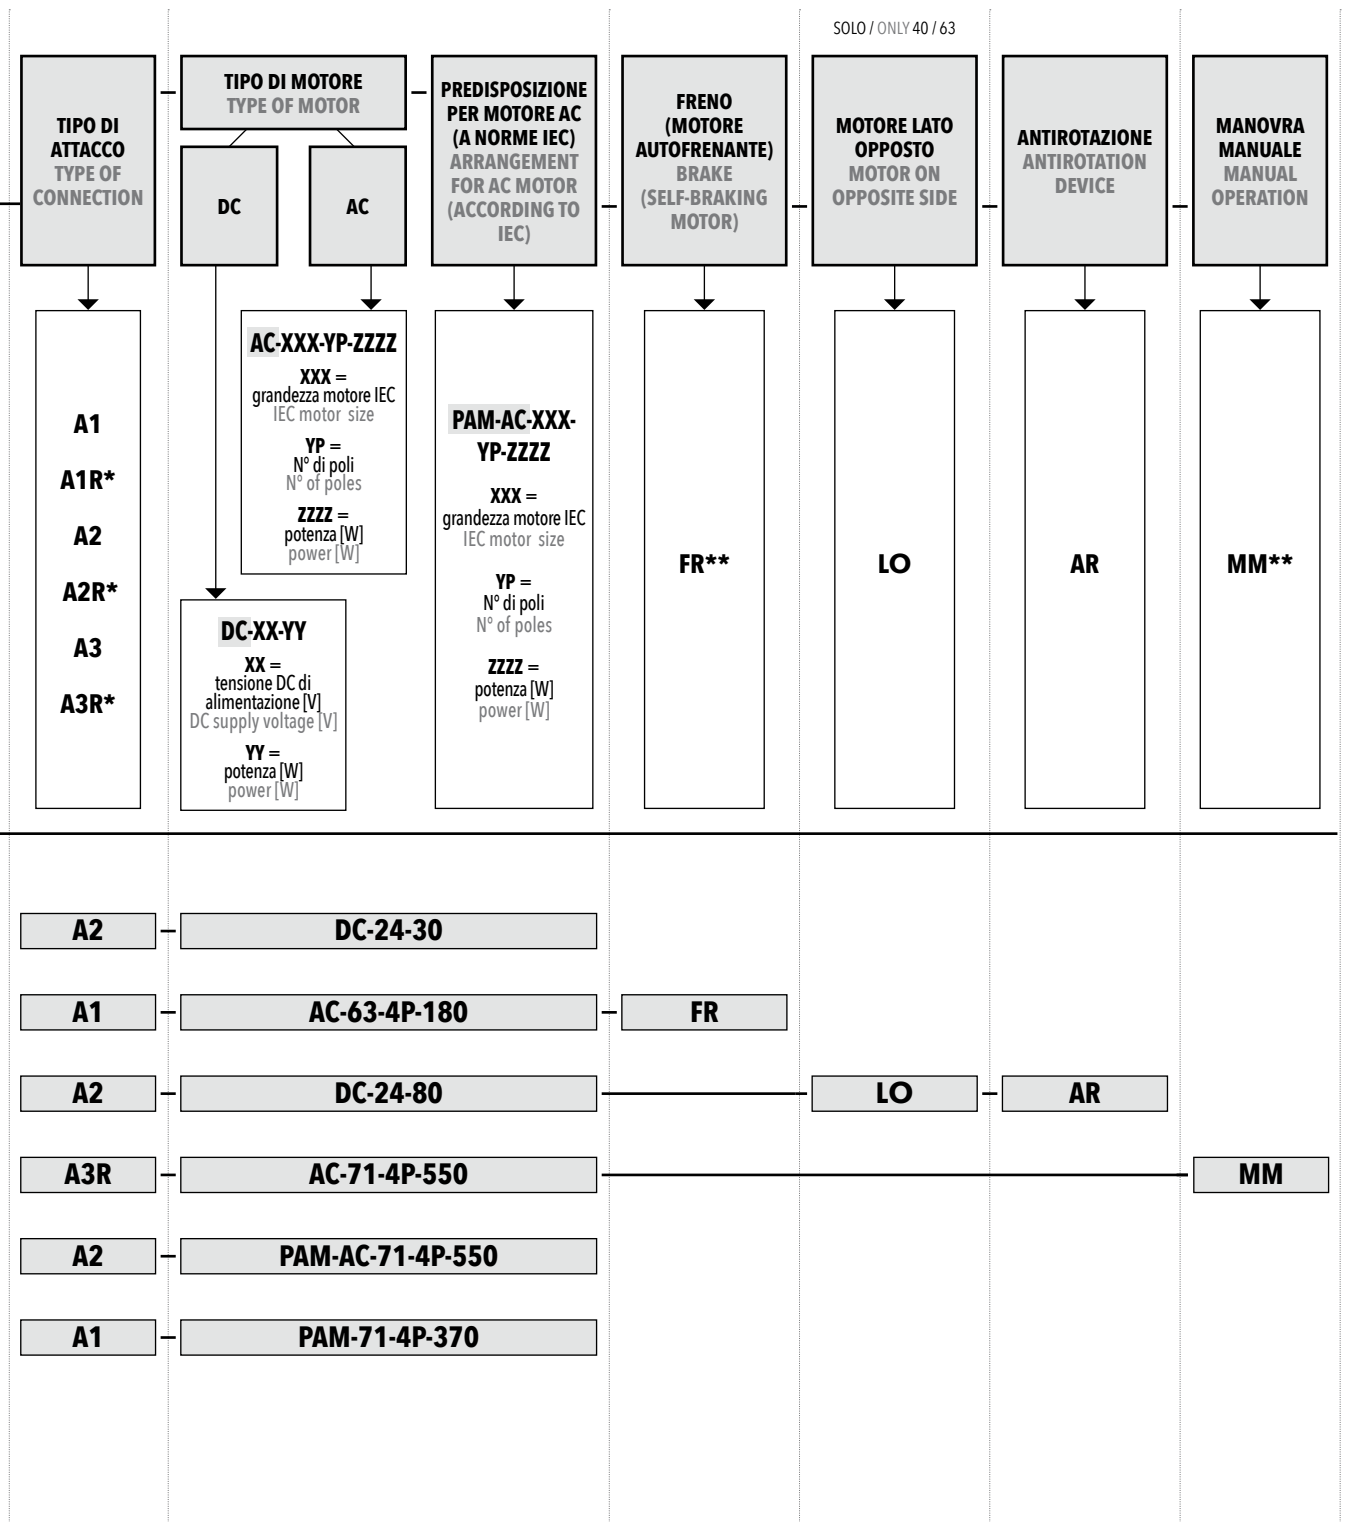 SOLO / ONLY 40 / 63
TIPO DI
ATTACCO
TYPE OF
CONNECTION
TIPO DI MOTORE
TYPE OF MOTOR
DC
AC
PREDISPOSIZIONE
PER MOTORE AC
(A NORME IEC)
ARRANGEMENT
FOR AC MOTOR
(ACCORDING TO
IEC)
FRENO
(MOTORE
AUTOFRENANTE)
BRAKE
(SELF-BRAKING
MOTOR)
MOTORE LATO
OPPOSTO
MOTOR ON
OPPOSITE SIDE
ANTIROTAZIONE
ANTIROTATION
DEVICE
MANOVRA
MANUALE
MANUAL
OPERATION
A1
A1R*
A2
A2R*
A3
A3R*
AC-XXX-YP-ZZZZ
XXX =
grandezza motore IEC
IEC motor size
YP =
N° di poli
N° of poles
ZZZZ =
potenza [W]
power [W]
DC-XX-YY
XX =
tensione DC di
alimentazione [V]
DC supply voltage [V]
YY =
potenza [W]
power [W]
PAM-AC-XXX-
YP-ZZZZ
XXX =
grandezza motore IEC
IEC motor size
YP =
N° di poli
N° of poles
ZZZZ =
potenza [W]
power [W]
FR**
LO
AR
MM**
A2 – DC-24-30
A1 – AC-63-4P-180 – FR
A2 – DC-24-80 – LO – AR
A3R – AC-71-4P-550 – MM
A2 – PAM-AC-71-4P-550
A1 – PAM-71-4P-370